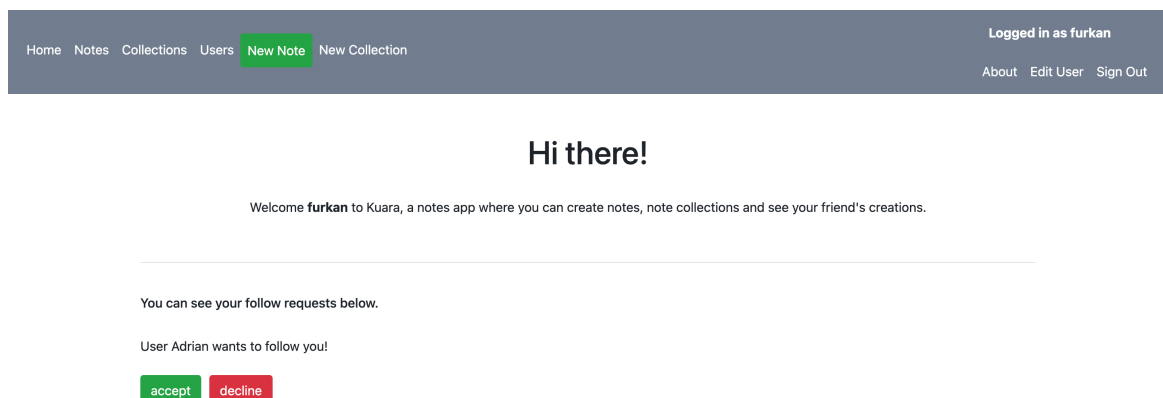 Logged in as furkan
Home Notes Collections Users New Note New Collection
About Edit User Sign Out
Hi there!
Welcome furkan to Kuara, a notes app where you can create notes, note collections and see your friend's creations.
You can see your follow requests below.
User Adrian wants to follow you!
accept decline